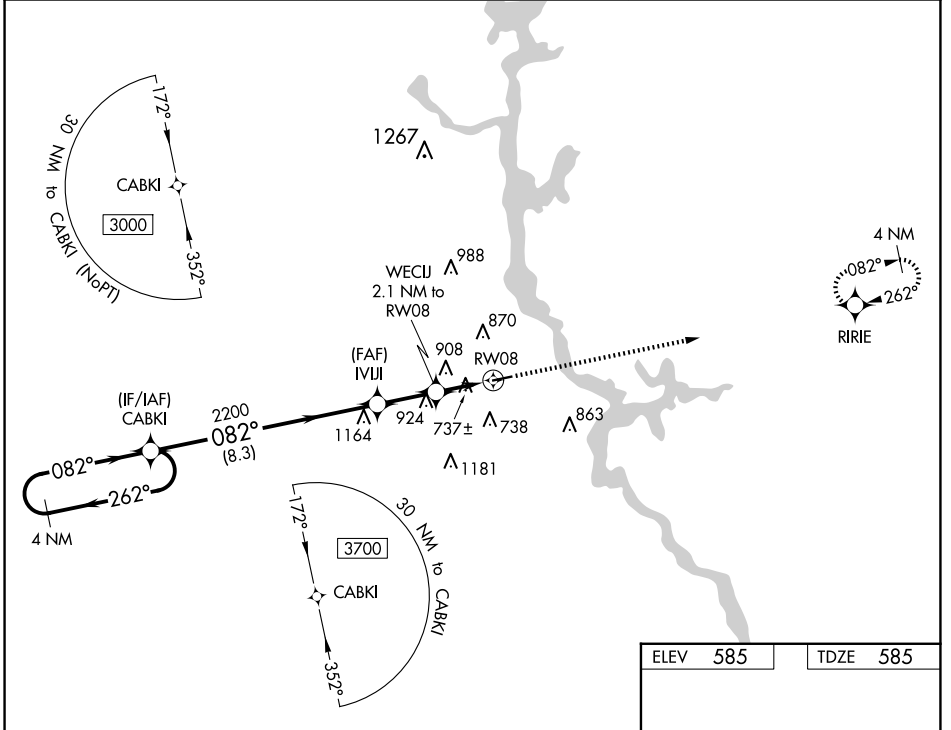 172°
30 NM to CABKI (NoPT)
CABKI
3000
352°
1267
4 NM
082°
262°
RIRIE
988
WECIJ
2.1 NM to
RW08
870
908
RW08
(FAF)
IVIJI
(IF/IAF)
CABKI
2200
082°
(8.3)
1164
924
737±
738
863
1181
082°
262°
4 NM
172°
30 NM to CABKI
3700
CABKI
352°
ELEV 585
TDZE 585